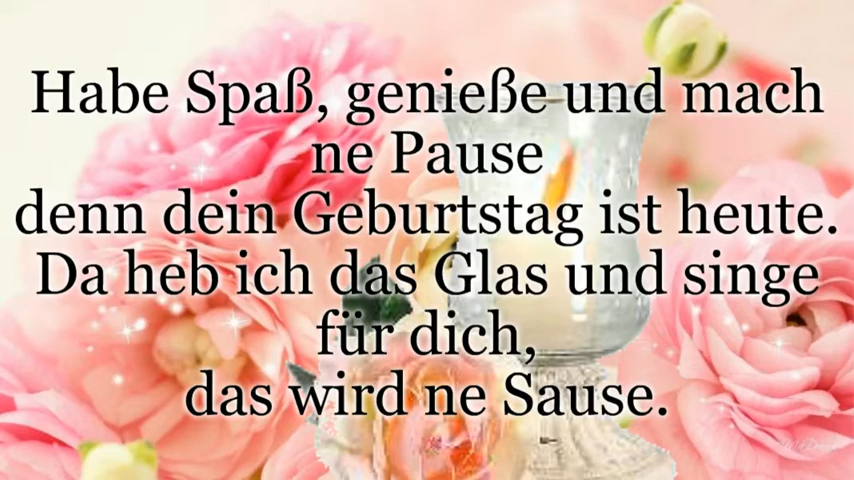 Habe Spaß, genieße und mach
ne Pause
denn dein Geburtstag ist heute.
Da heb ich das Glas und singe
für dich,
das wird ne Sause.